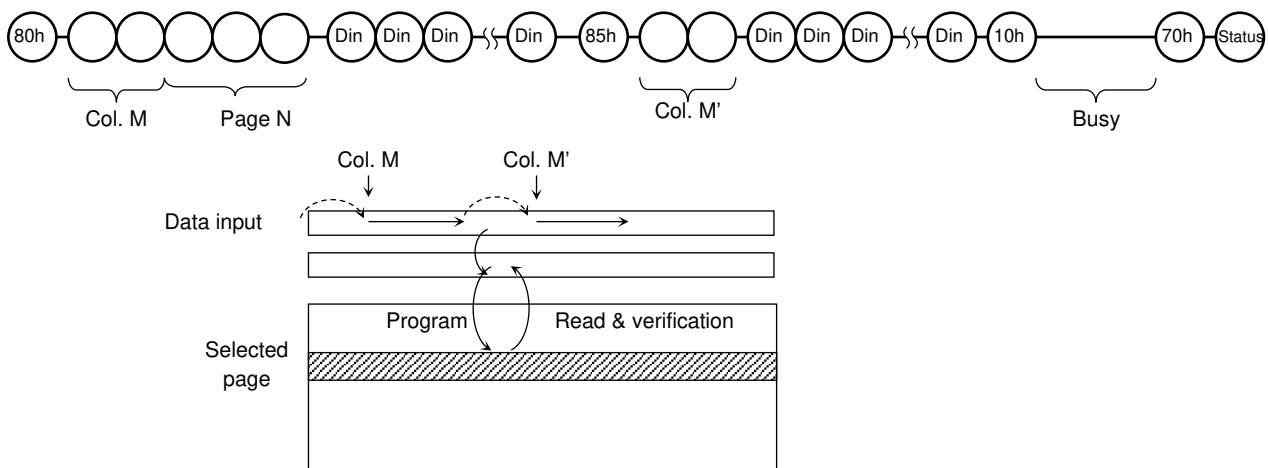 80h Din Din Din Din 85h Din Din Din Din 10h 70h Status
Col. M Page N Col. M' Busy
Col. M Col. M'
Data input
Program Read & verification
Selected
page